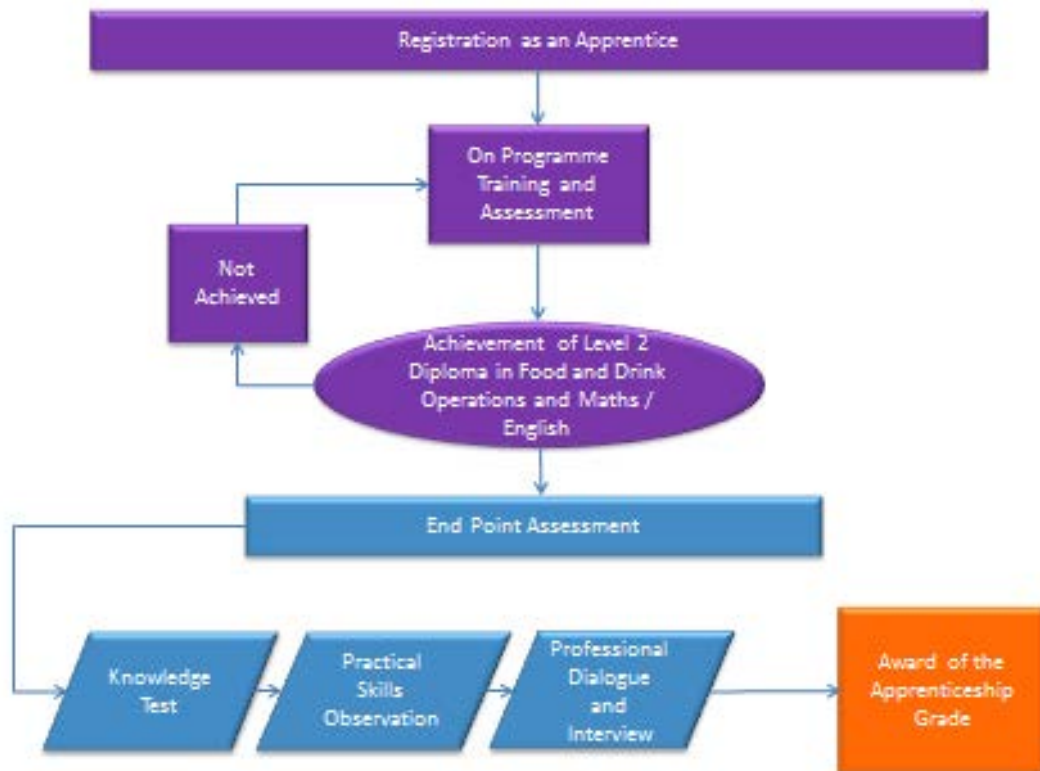 Registration as an Apprentice
On Programme
Training and
Assessment
Not
Achieved
Achievement of Level 2
Diploma in Food and Drink
Operations and Maths /
English
End Point Assessment
Knowledge
Test
Practical
Skills
Observation
Professional
Dialogue
and
Interview
Award of the
Apprenticeship
Grade